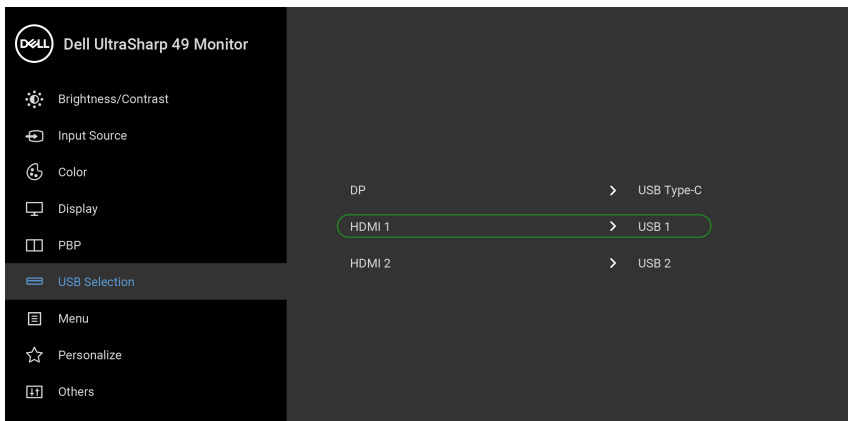 DELL Dell UltraSharp 49 Monitor
Brightness/Contrast
Input Source
Color
Display
PBP
USB Selection
Menu
Personalize
Others
DP > USB Type-C
HDMI 1 > USB 1
HDMI 2 > USB 2